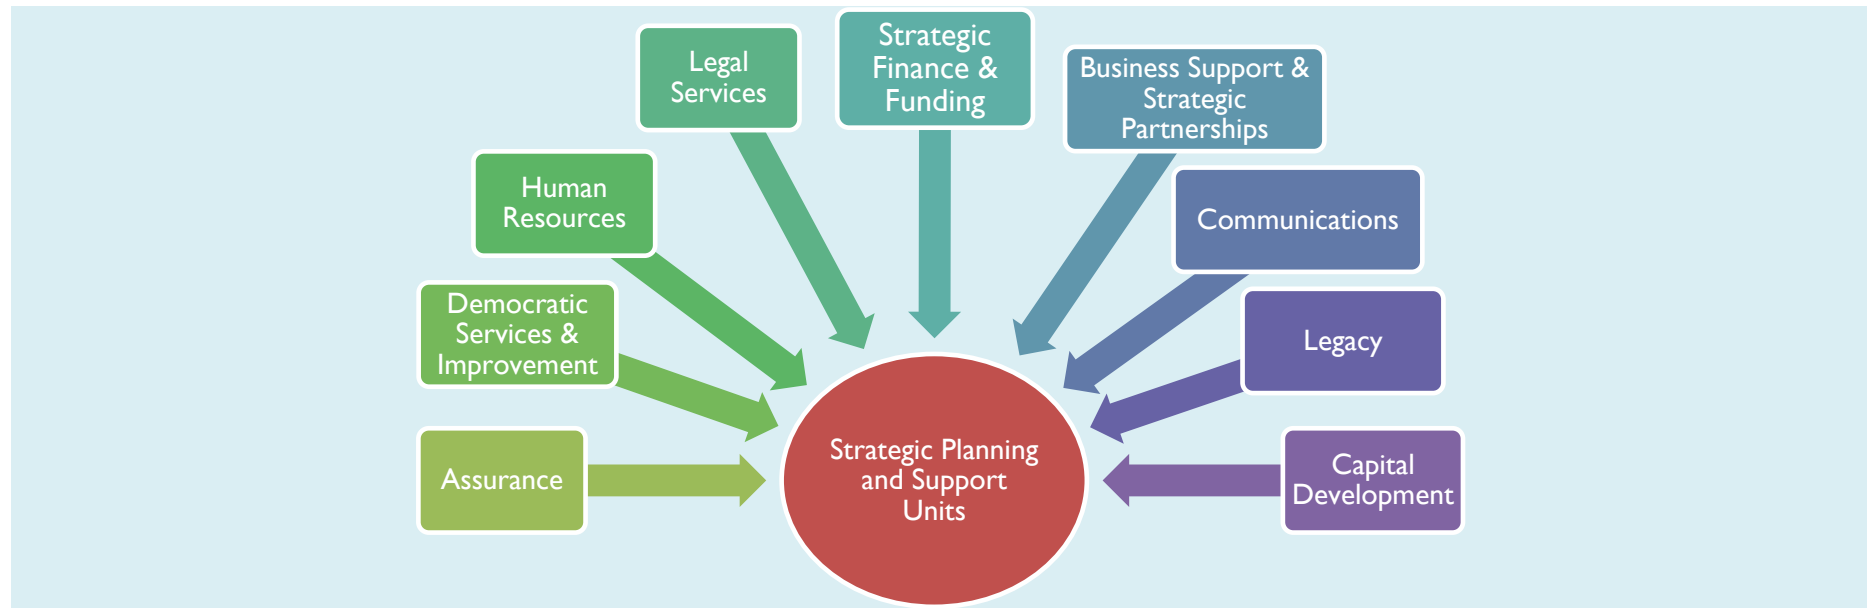 Strategic
Finance &
Funding
Legal
Services
Business Support &
Strategic
Partnerships
Human
Resources
Communications
Democratic
Services &
Improvement
Legacy
Assurance
Strategic Planning
and Support
Units
Capital
Development